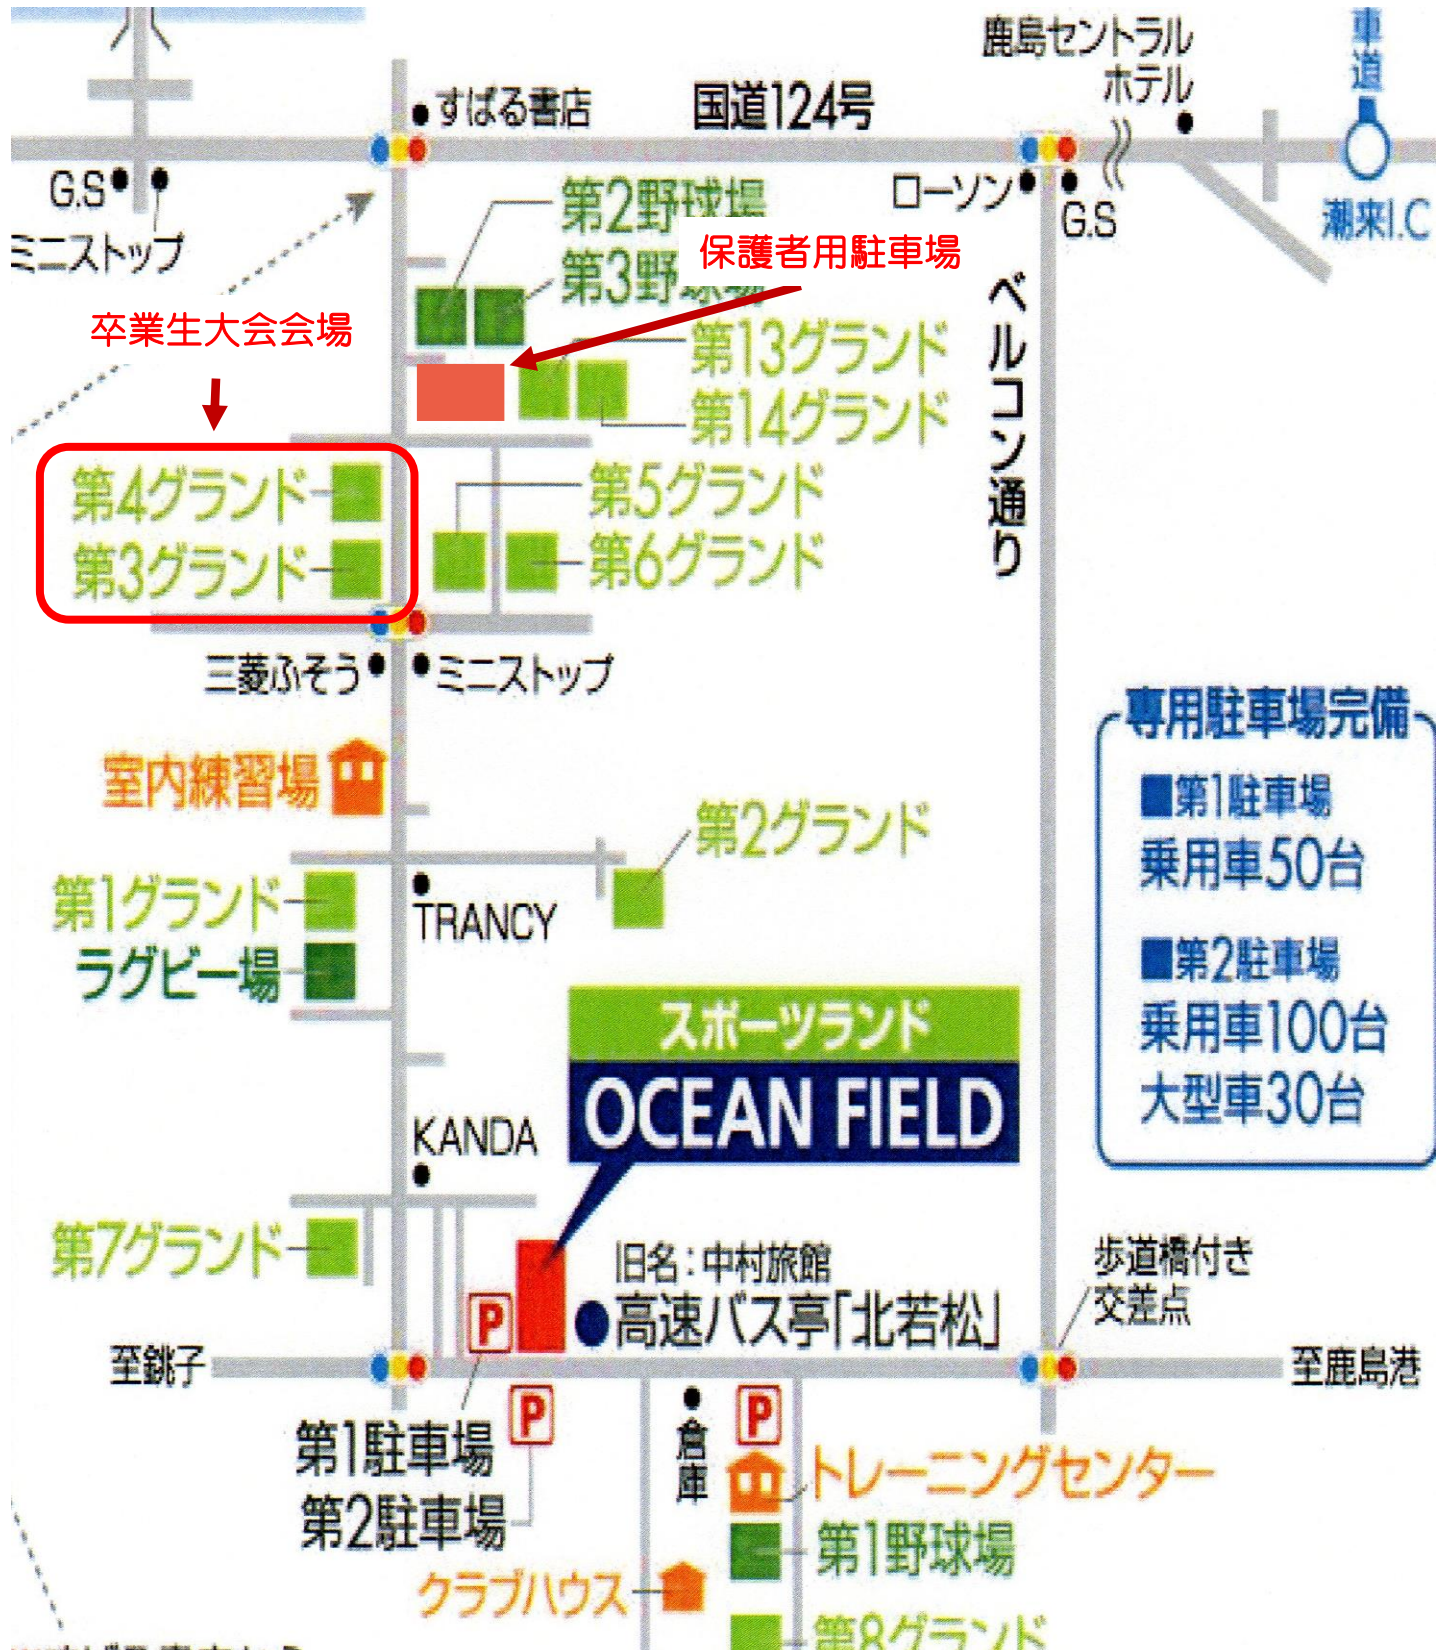 鹿島セントラル
ホテル
車
道
すばる書店
国道124号
G.S
ミニストップ
ローソン
G.S
潮来I.C
第2野球場
保護者用駐車場
第3野球場
卒業生大会会場
ベルコン通り
第13グランド
第14グランド
第4グランド
第5グランド
第3グランド
第6グランド
三菱ふそう
ミニストップ
専用駐車場完備
■第1駐車場
乗用車50台
■第2駐車場
乗用車100台
大型車30台
室内練習場
第2グランド
第1グランド
TRANCY
ラグビー場
スポーツランド
OCEAN FIELD
KANDA
第7グランド
旧名:中村旅館
高速バス亭「北若松」
歩道橋付き
交差点
P
至銚子
至鹿島港
P
P
第1駐車場
第2駐車場
倉庫
トレーニングセンター
第1野球場
クラブハウス
第8グランド